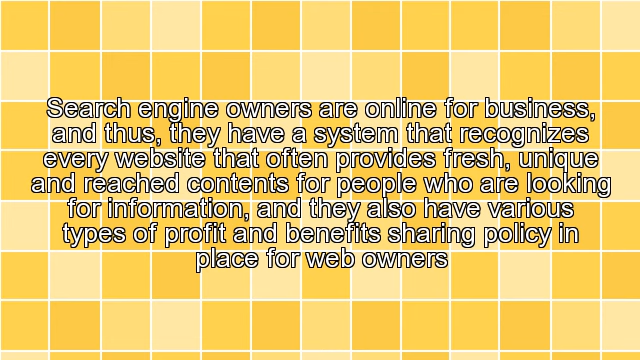 Search engine owners are online for business,
and thus, they have a system that recognizes
every website that often provides fresh, unique
and reached contents for people who are looking
for information, and they also have various
types of profit and benefits sharing policy in
place for web owners